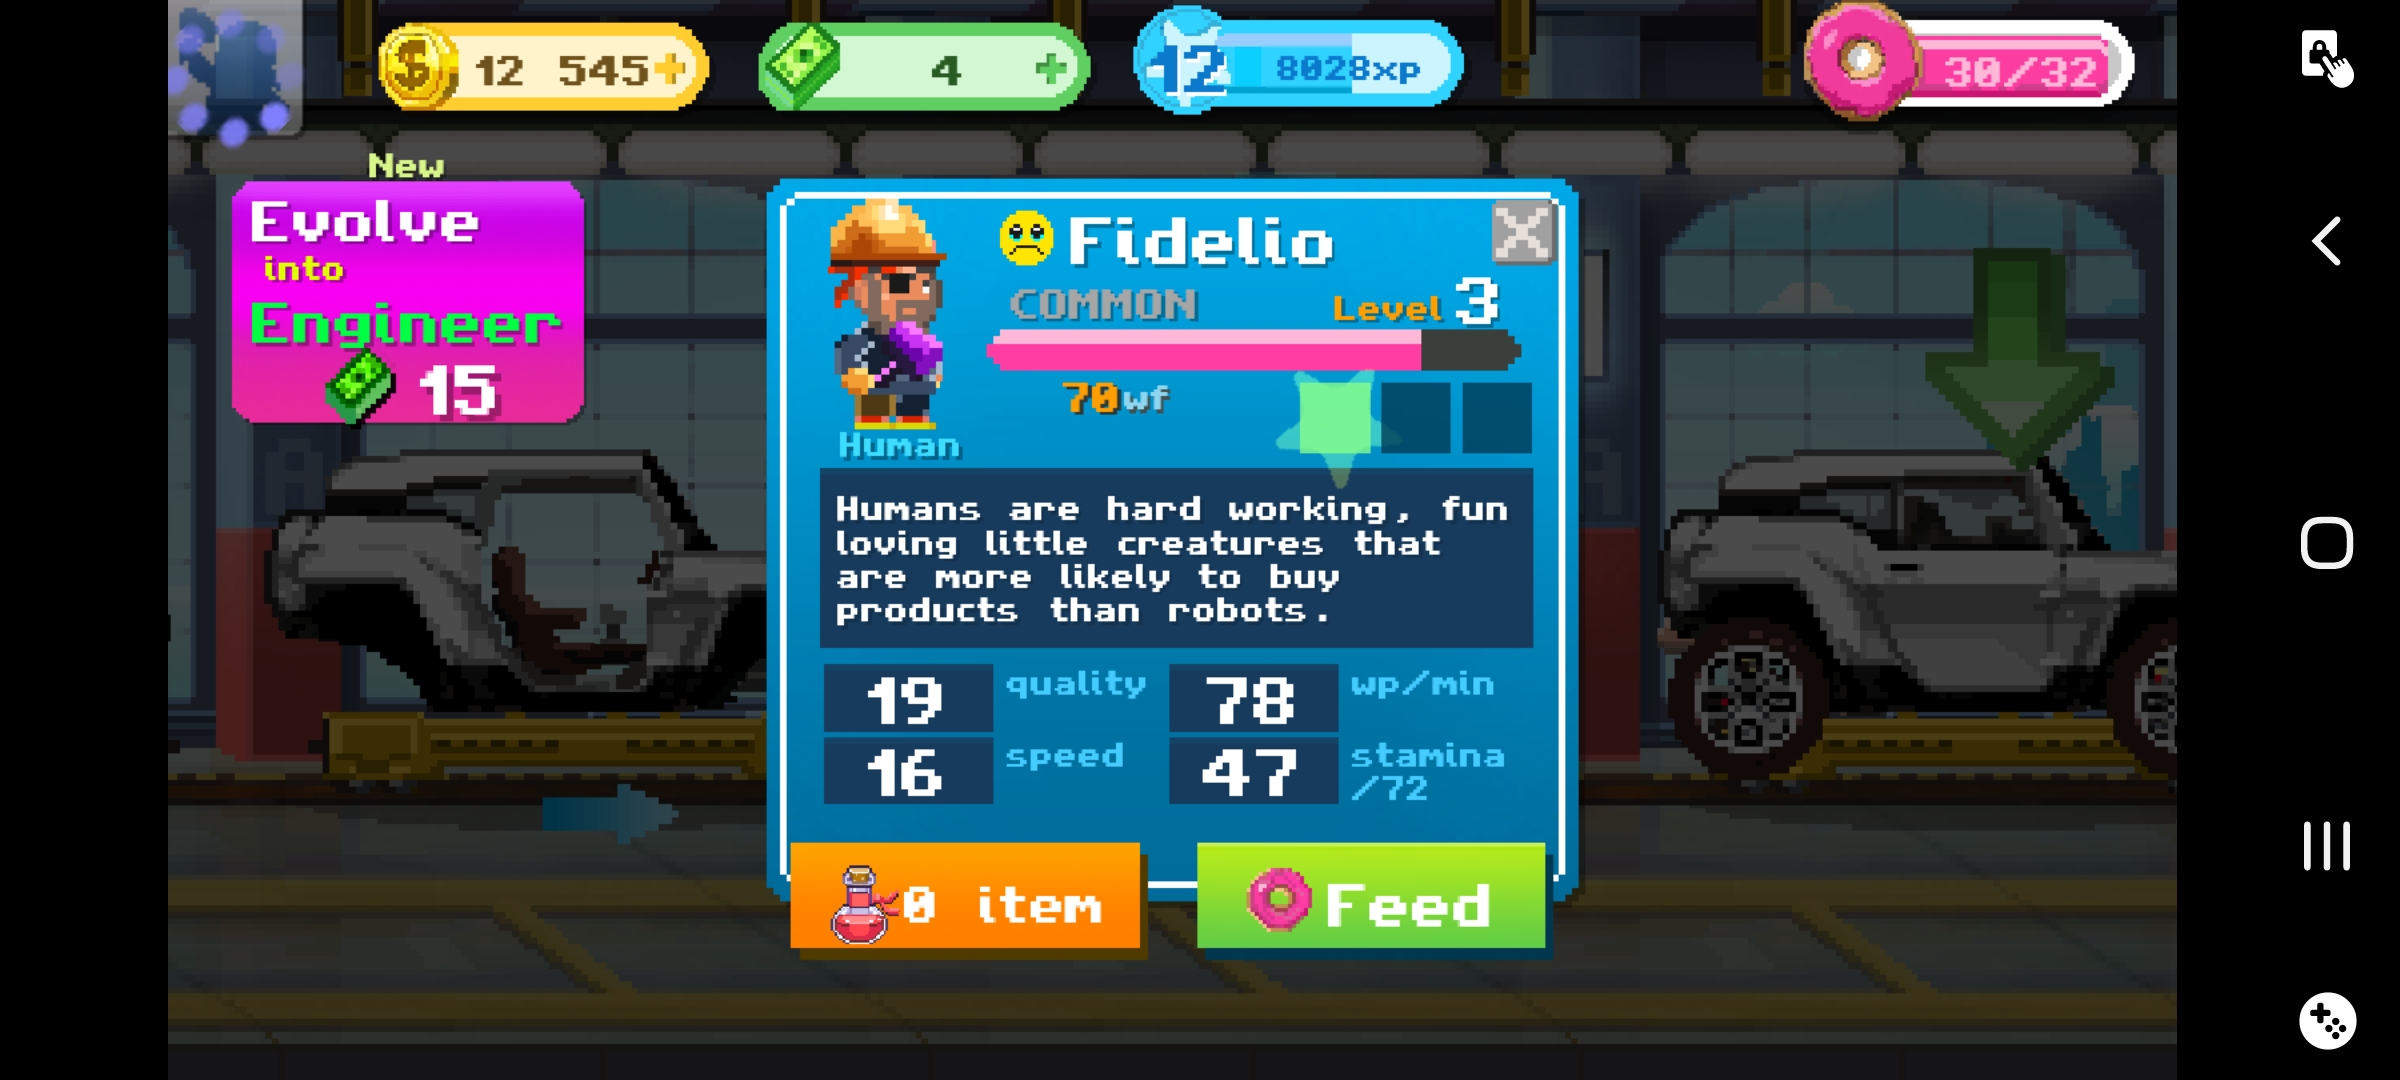 12 545
4
12 8028xp
30/32
New
Evolve
into
Engineer
15
Fidelio
COMMON Level 3
70wf
Human
Humans are hard working, fun
loving little creatures that
are more likely to buy
products than robots.
19 quality 78 wp/min
16 speed 47 stamina
/72
0 item Feed